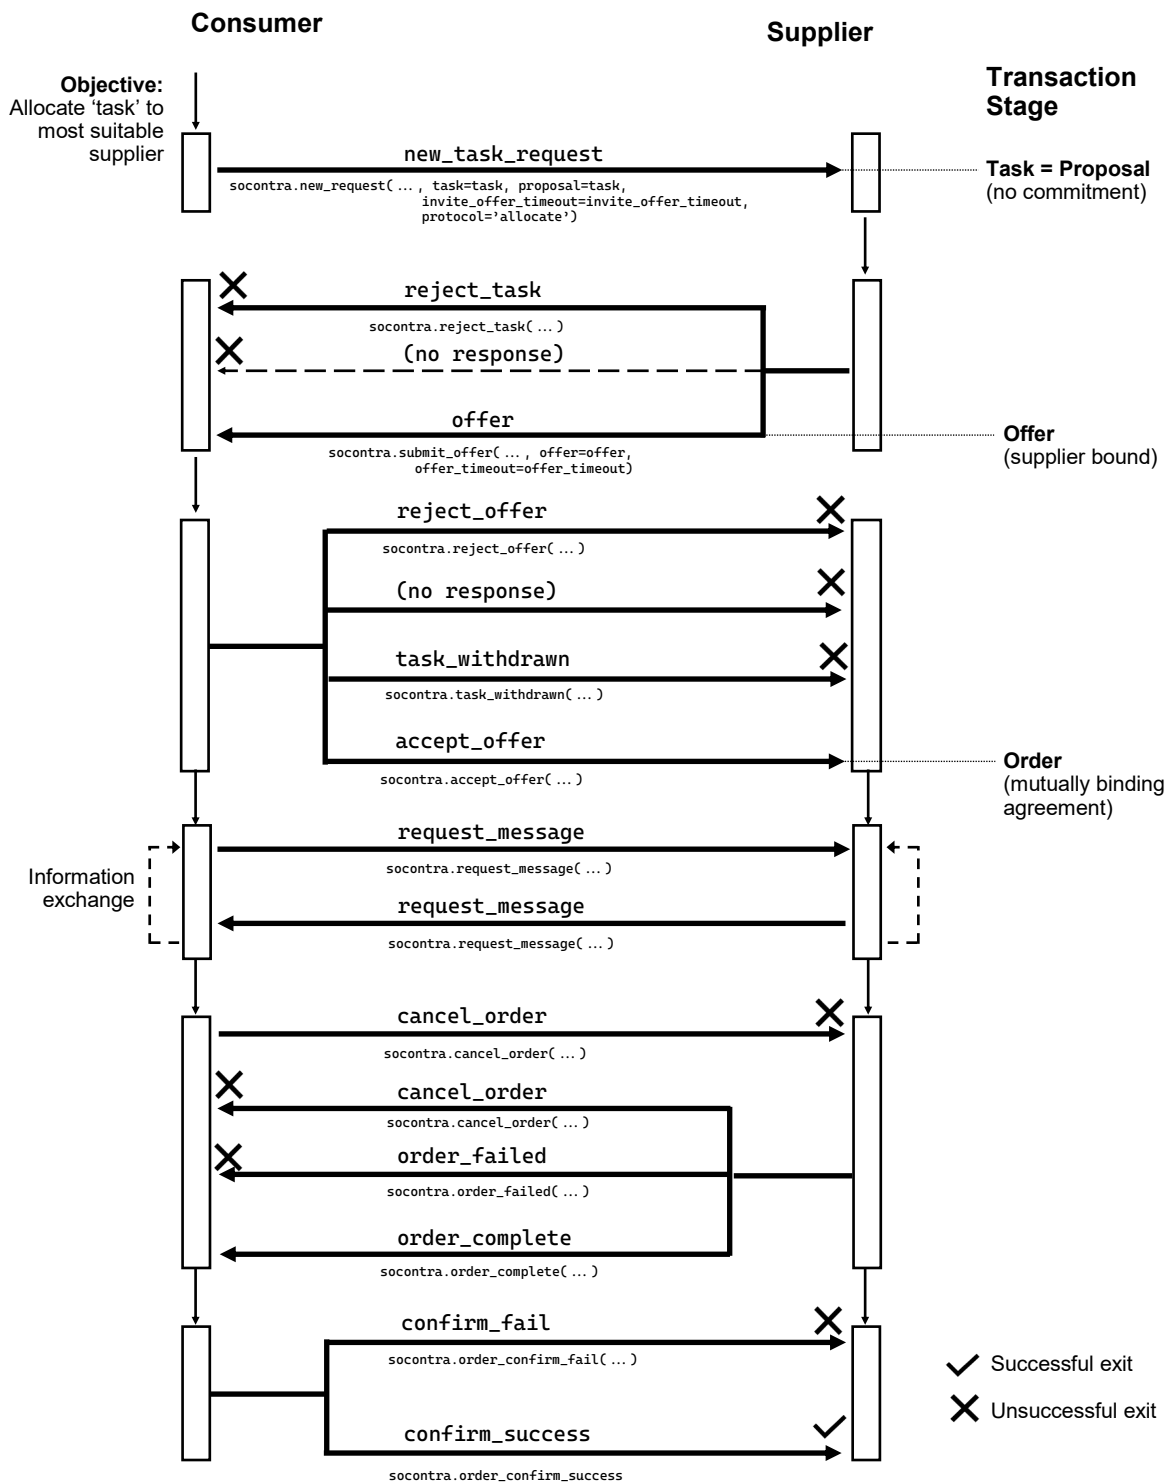 Consumer
Supplier
Transaction
Stage
Objective:
Allocate ‘task’ to
most suitable
supplier
new_task_request
socontra.new_request(..., task=task, proposal=task,
invite_offer_timeout=invite_offer_timeout,
protocol=’allocate’)
Task = Proposal
(no commitment)
reject_task
socontra.reject_task(...)
(no response)
offer
socontra.submit_offer(..., offer=offer,
offer_timeout=offer_timeout)
Offer
(supplier bound)
reject_offer
socontra.reject_offer(...)
(no response)
task_withdrawn
socontra.task_withdrawn(...)
accept_offer
socontra.accept_offer(...)
Order
(mutually binding
agreement)
request_message
socontra.request_message(...)
Information
exchange
request_message
socontra.request_message(...)
cancel_order
socontra.cancel_order(...)
cancel_order
socontra.cancel_order(...)
order_failed
socontra.order_failed(...)
order_complete
socontra.order_complete(...)
confirm_fail
socontra.order_confirm_fail(...)
Successful exit
Unsuccessful exit
confirm_success
socontra.order_confirm_success